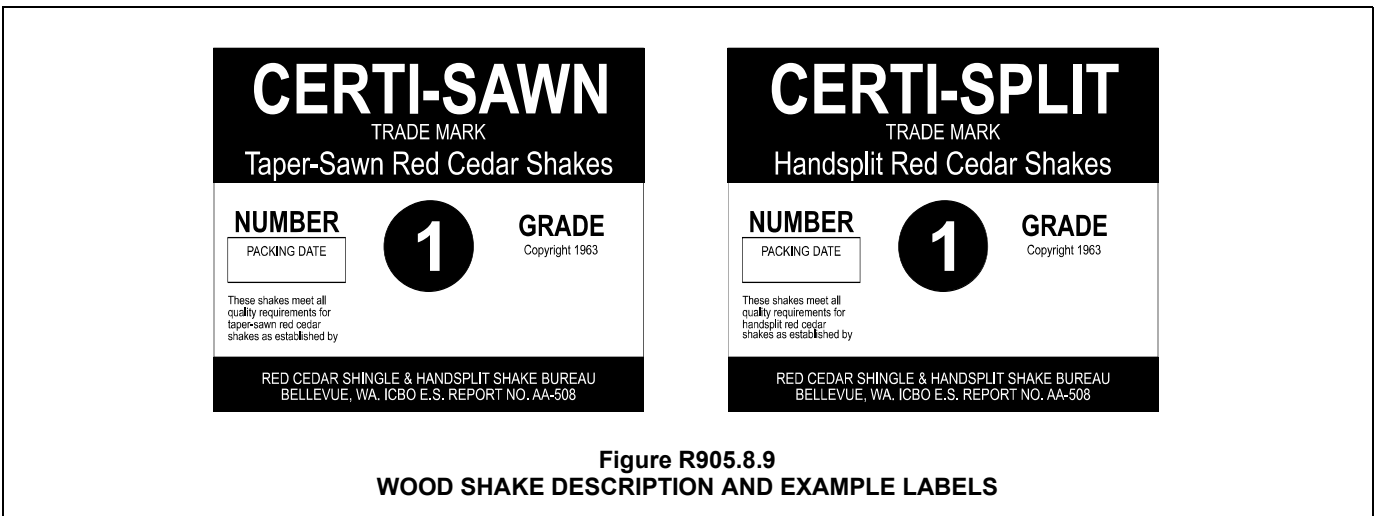 CERTI-SAWN
TRADE MARK
Taper-Sawn Red Cedar Shakes
NUMBER
PACKING DATE
1
GRADE
Copyright 1963
These shakes meet all
quality requirements for
taper-sawn red cedar
shakes as established by
RED CEDAR SHINGLE & HANDSPLIT SHAKE BUREAU
BELLEVUE, WA. ICBO E.S. REPORT NO. AA-508
CERTI-SPLIT
TRADE MARK
Handsplit Red Cedar Shakes
NUMBER
PACKING DATE
1
GRADE
Copyright 1963
These shakes meet all
quality requirements for
handsplit red cedar
shakes as established by
RED CEDAR SHINGLE & HANDSPLIT SHAKE BUREAU
BELLEVUE, WA. ICBO E.S. REPORT NO. AA-508
Figure R905.8.9
WOOD SHAKE DESCRIPTION AND EXAMPLE LABELS